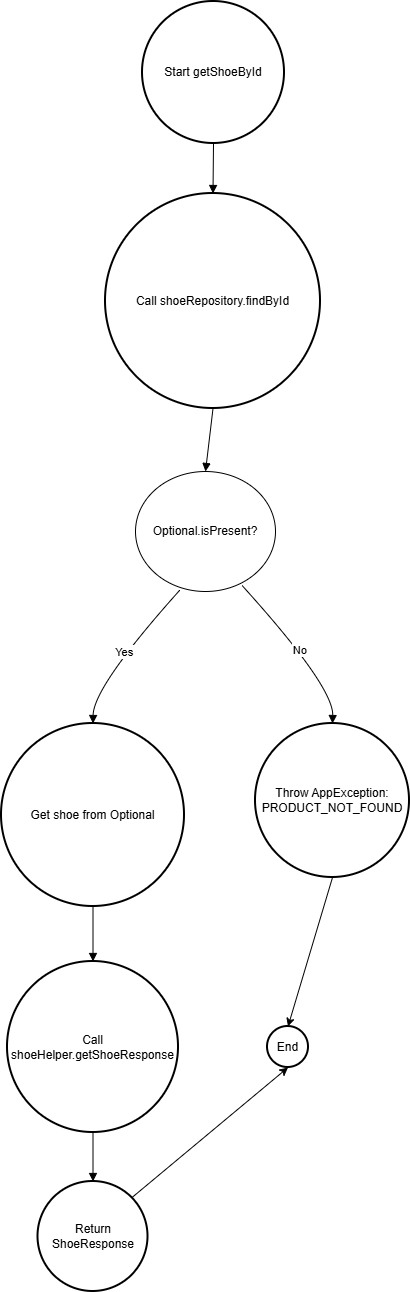 Start getShoeById
Call shoeRepository.findById
Optional.isPresent?
Yes
No
Get shoe from Optional
Throw AppException:
PRODUCT_NOT_FOUND
Call
shoeHelper.getShoeResponse
End
Return
ShoeResponse